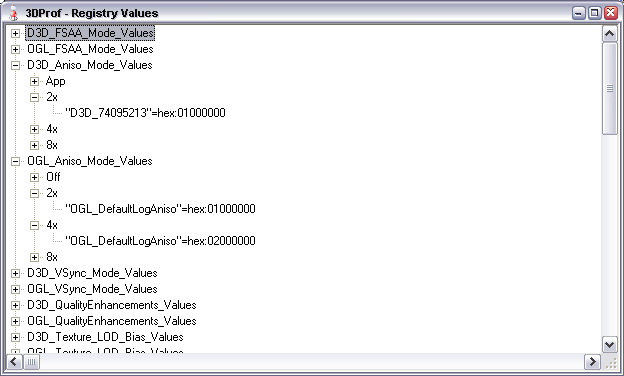 3DProf - Registry Values
D3D_FSAA_Mode_Values
OGL_FSAA_Mode_Values
D3D_Aniso_Mode_Values
App
2x
"D3D_74095213"=hex:01000000
4x
8x
OGL_Aniso_Mode_Values
Off
2x
"OGL_DefaultLogAniso"=hex:01000000
4x
"OGL_DefaultLogAniso"=hex:02000000
8x
D3D_VSync_Mode_Values
OGL_VSync_Mode_Values
D3D_QualityEnhancements_Values
OGL_QualityEnhancements_Values
D3D_Texture_LOD_Bias_Values
OGL_Texture_LOD_Bias_Values